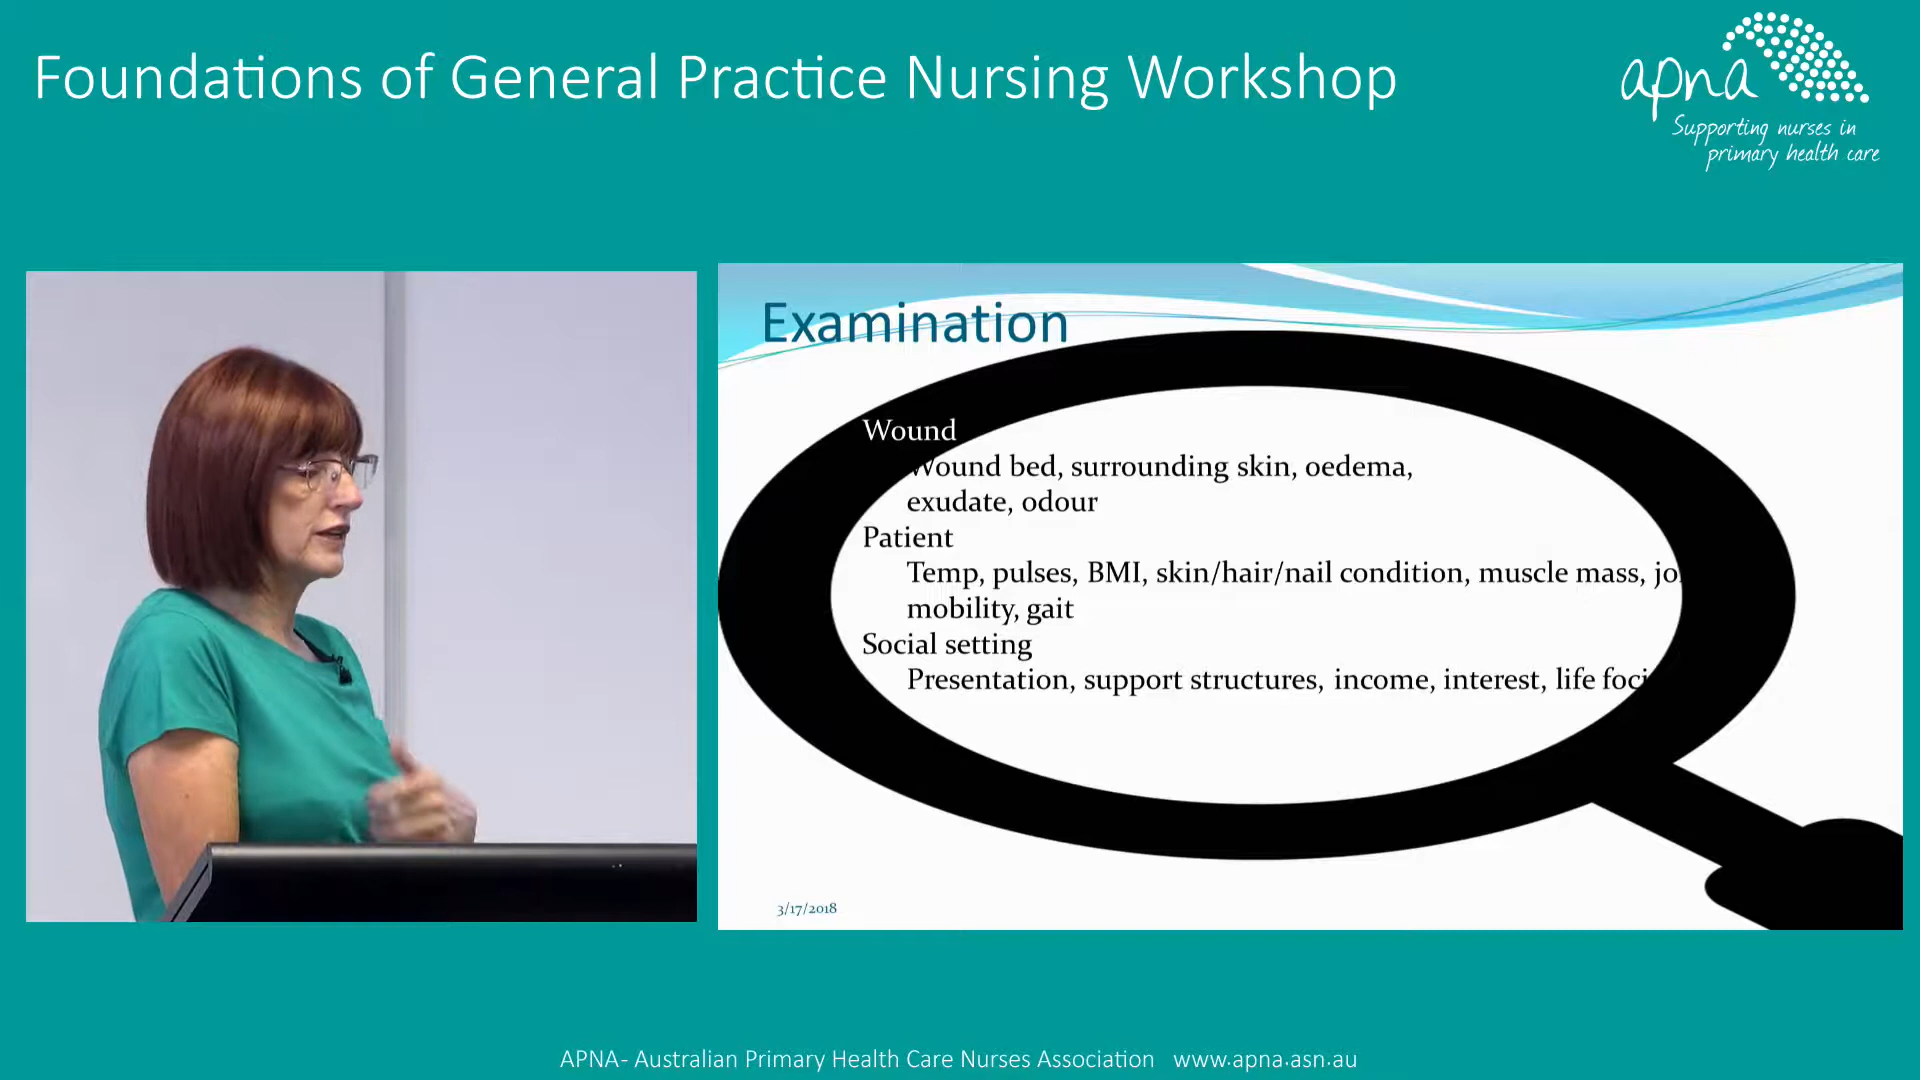 Foundations of General Practice Nursing Workshop
apna
Supporting nurses in
primary health care
Examination
Wound
Wound bed, surrounding skin, oedema,
exudate, odour
Patient
Temp, pulses, BMI, skin/hair/nail condition, muscle mass,
mobility, gait
Social setting
Presentation, support structures, income, interest, life foci
3/17/2018
APNA- Australian Primary Health Care Nurses Association www.apna.asn.au